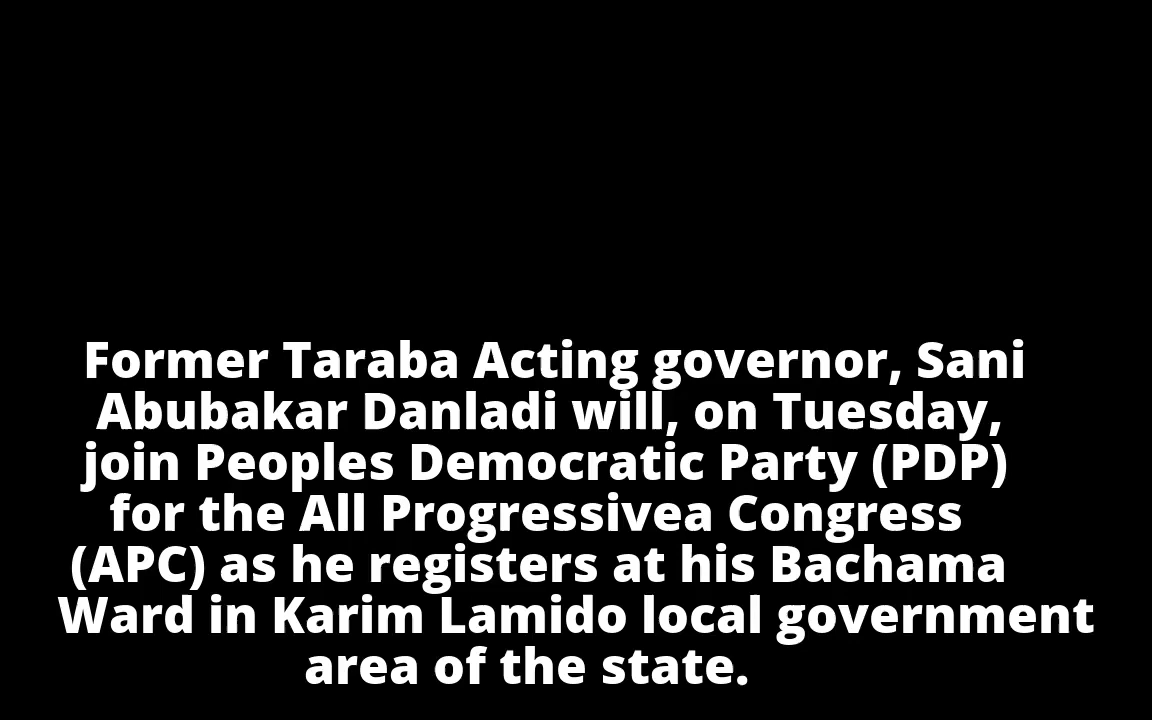 Former Taraba Acting governor, Sani
Abubakar Danladi will, on Tuesday,
join Peoples Democratic Party (PDP)
for the All Progressivea Congress
(APC) as he registers at his Bachama
Ward in Karim Lamido local government
area of the state.